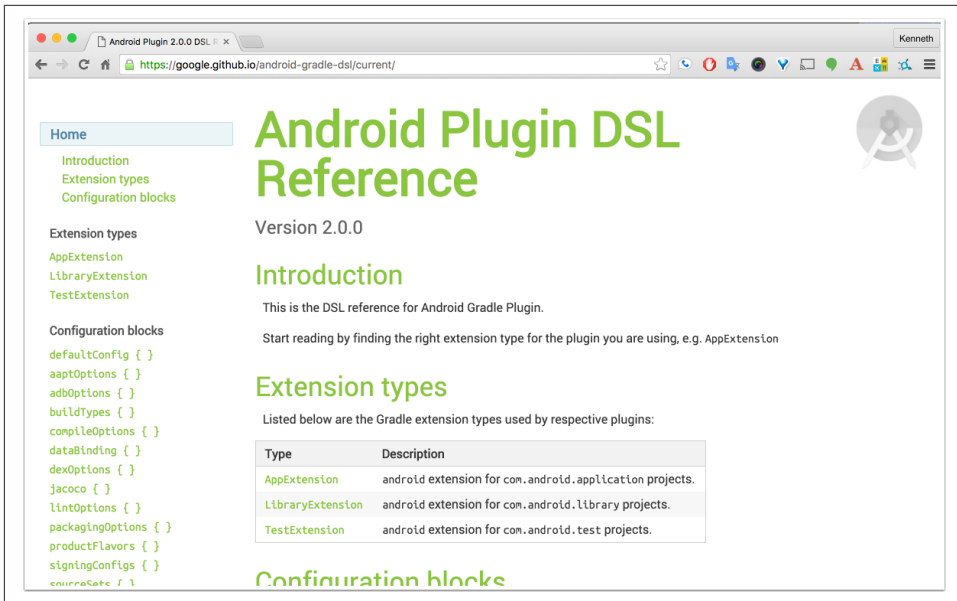 Android Plugin 2.0.0 DSL R
Kenneth
https://google.github.io/android-gradle-dsl/current/
Home
Introduction
Extension types
Configuration blocks
Extension types
AppExtension
LibraryExtension
TestExtension
Configuration blocks
defaultConfig { }
aaptOptions { }
adbOptions { }
buildTypes { }
compileOptions { }
dataBinding { }
dexOptions { }
jacoco { }
lintOptions { }
packagingOptions { }
productFlavors { }
signingConfigs { }
sourceSets { }
Android Plugin DSL
Reference
Version 2.0.0
Introduction
This is the DSL reference for Android Gradle Plugin.
Start reading by finding the right extension type for the plugin you are using, e.g. AppExtension
Extension types
Listed below are the Gradle extension types used by respective plugins:
Type Description
AppExtension android extension for com.android.application projects.
LibraryExtension android extension for com.android.library projects.
TestExtension android extension for com.android.test projects.
Configuration blocks